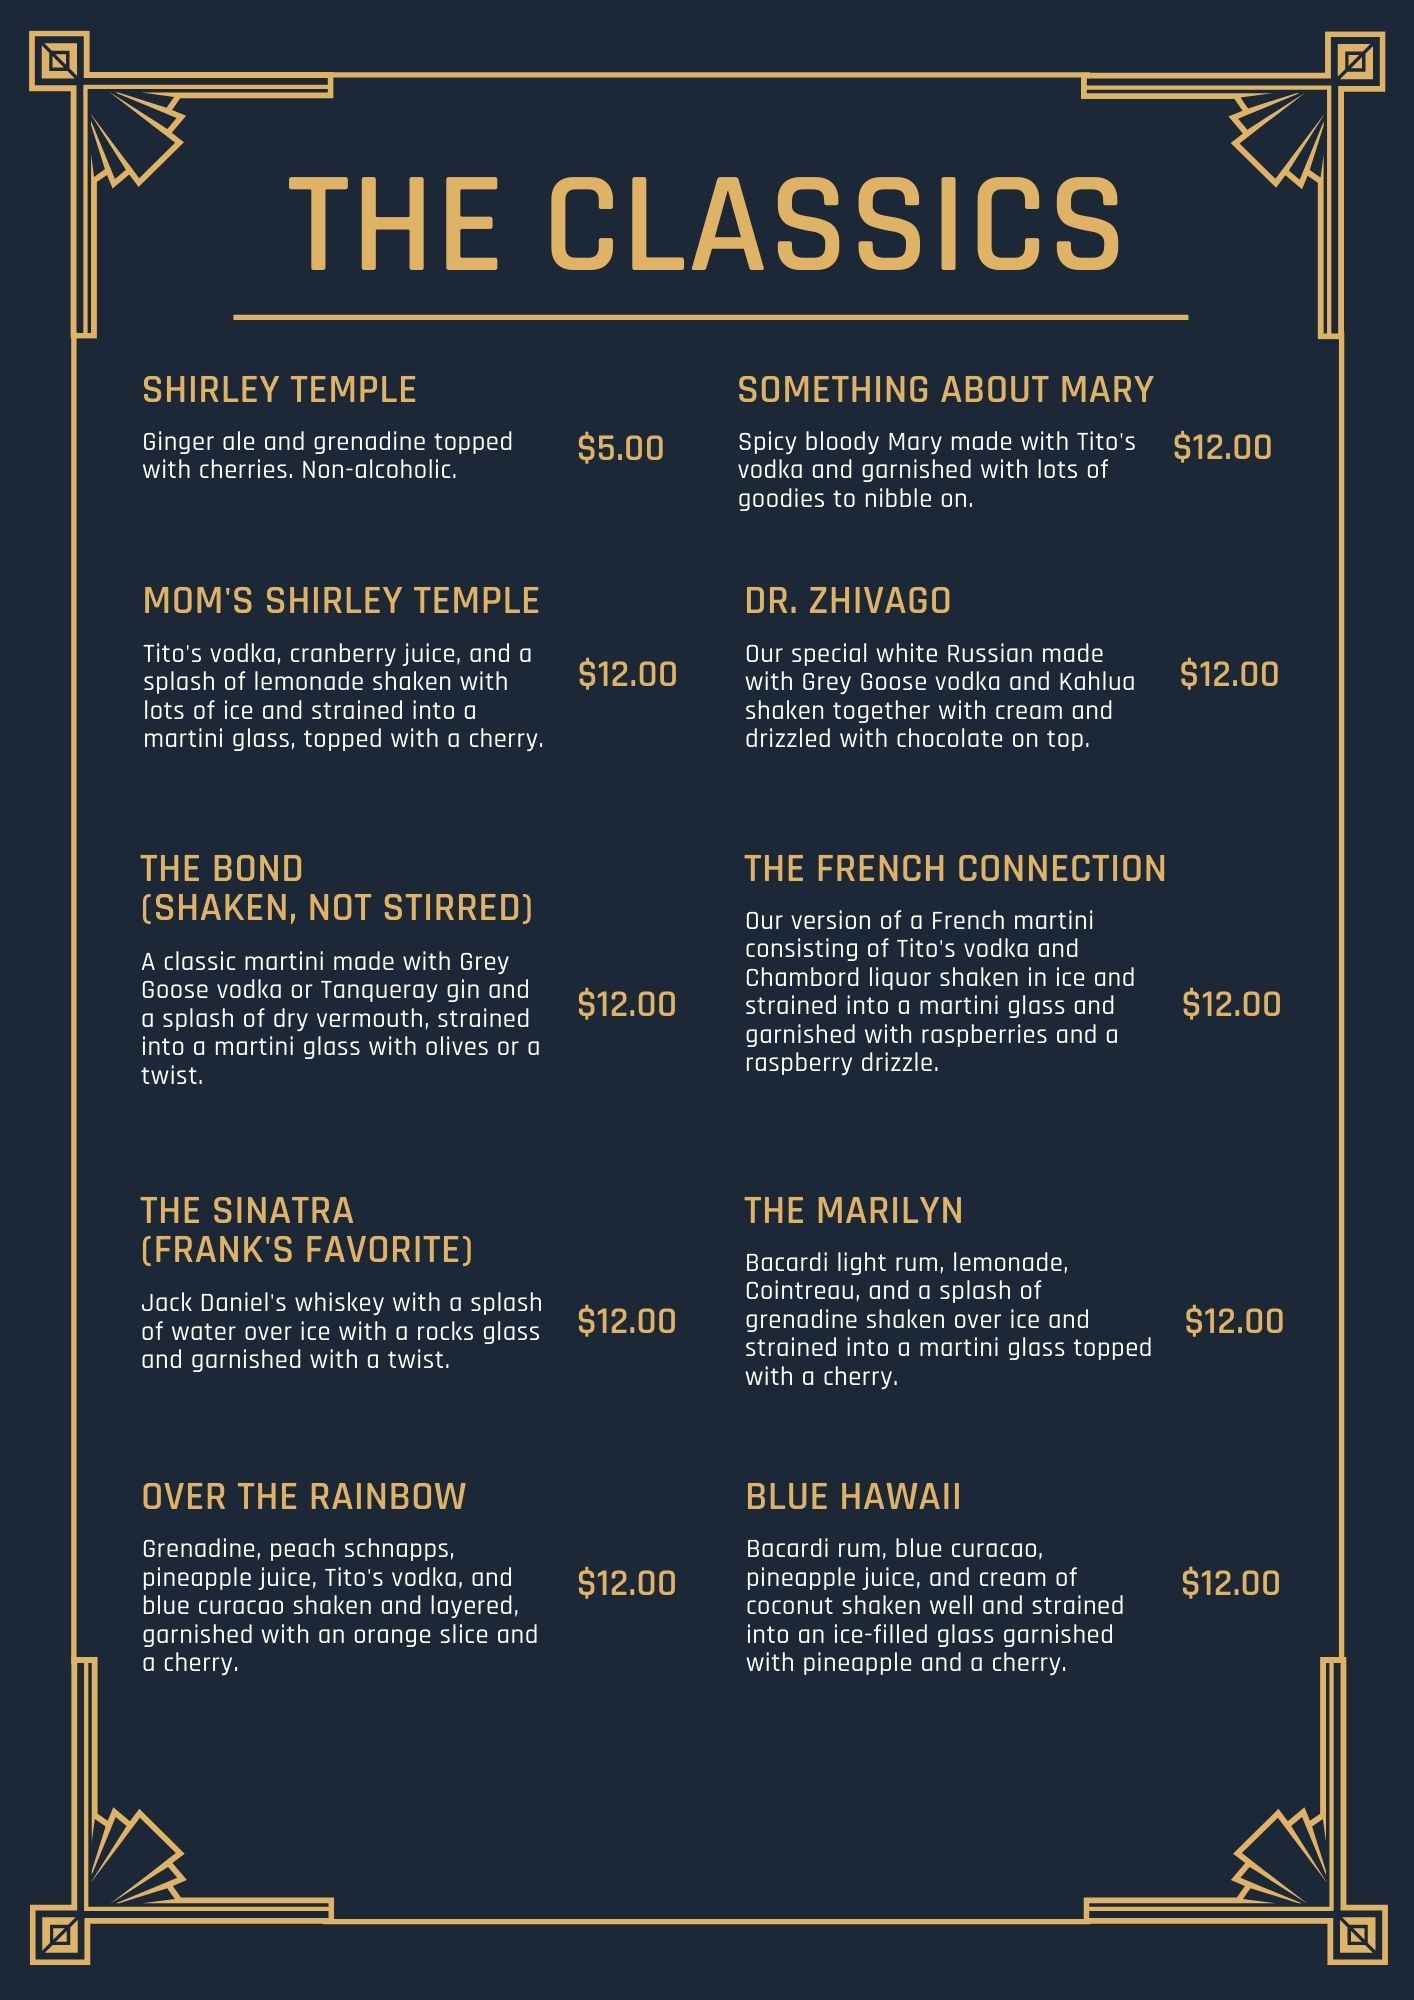 THE CLASSICS
SHIRLEY TEMPLE
Ginger ale and grenadine topped
with cherries. Non-alcoholic.
$5.00
SOMETHING ABOUT MARY
Spicy bloody Mary made with Tito's
vodka and garnished with lots of
goodies to nibble on.
$12.00
MOM'S SHIRLEY TEMPLE
Tito's vodka, cranberry juice, and a
splash of lemonade shaken with
lots of ice and strained into a
martini glass, topped with a cherry.
$12.00
DR. ZHIVAGO
Our special white Russian made
with Grey Goose vodka and Kahlua
shaken together with cream and
drizzled with chocolate on top.
$12.00
THE BOND
(SHAKEN, NOT STIRRED)
A classic martini made with Grey
Goose vodka or Tanqueray gin and
a splash of dry vermouth, strained
into a martini glass with olives or a
twist.
$12.00
THE FRENCH CONNECTION
Our version of a French martini
consisting of Tito's vodka and
Chambord liquor shaken in ice and
strained into a martini glass and
garnished with raspberries and a
raspberry drizzle.
$12.00
THE SINATRA
(FRANK'S FAVORITE)
Jack Daniel's whiskey with a splash
of water over ice with a rocks glass
and garnished with a twist.
$12.00
THE MARILYN
Bacardi light rum, lemonade,
Cointreau, and a splash of
grenadine shaken over ice and
strained into a martini glass topped
with a cherry.
$12.00
OVER THE RAINBOW
Grenadine, peach schnapps,
pineapple juice, Tito's vodka, and
blue curacao shaken and layered,
garnished with an orange slice and
a cherry.
$12.00
BLUE HAWAII
Bacardi rum, blue curacao,
pineapple juice, and cream of
coconut shaken well and strained
into an ice-filled glass garnished
with pineapple and a cherry.
$12.00